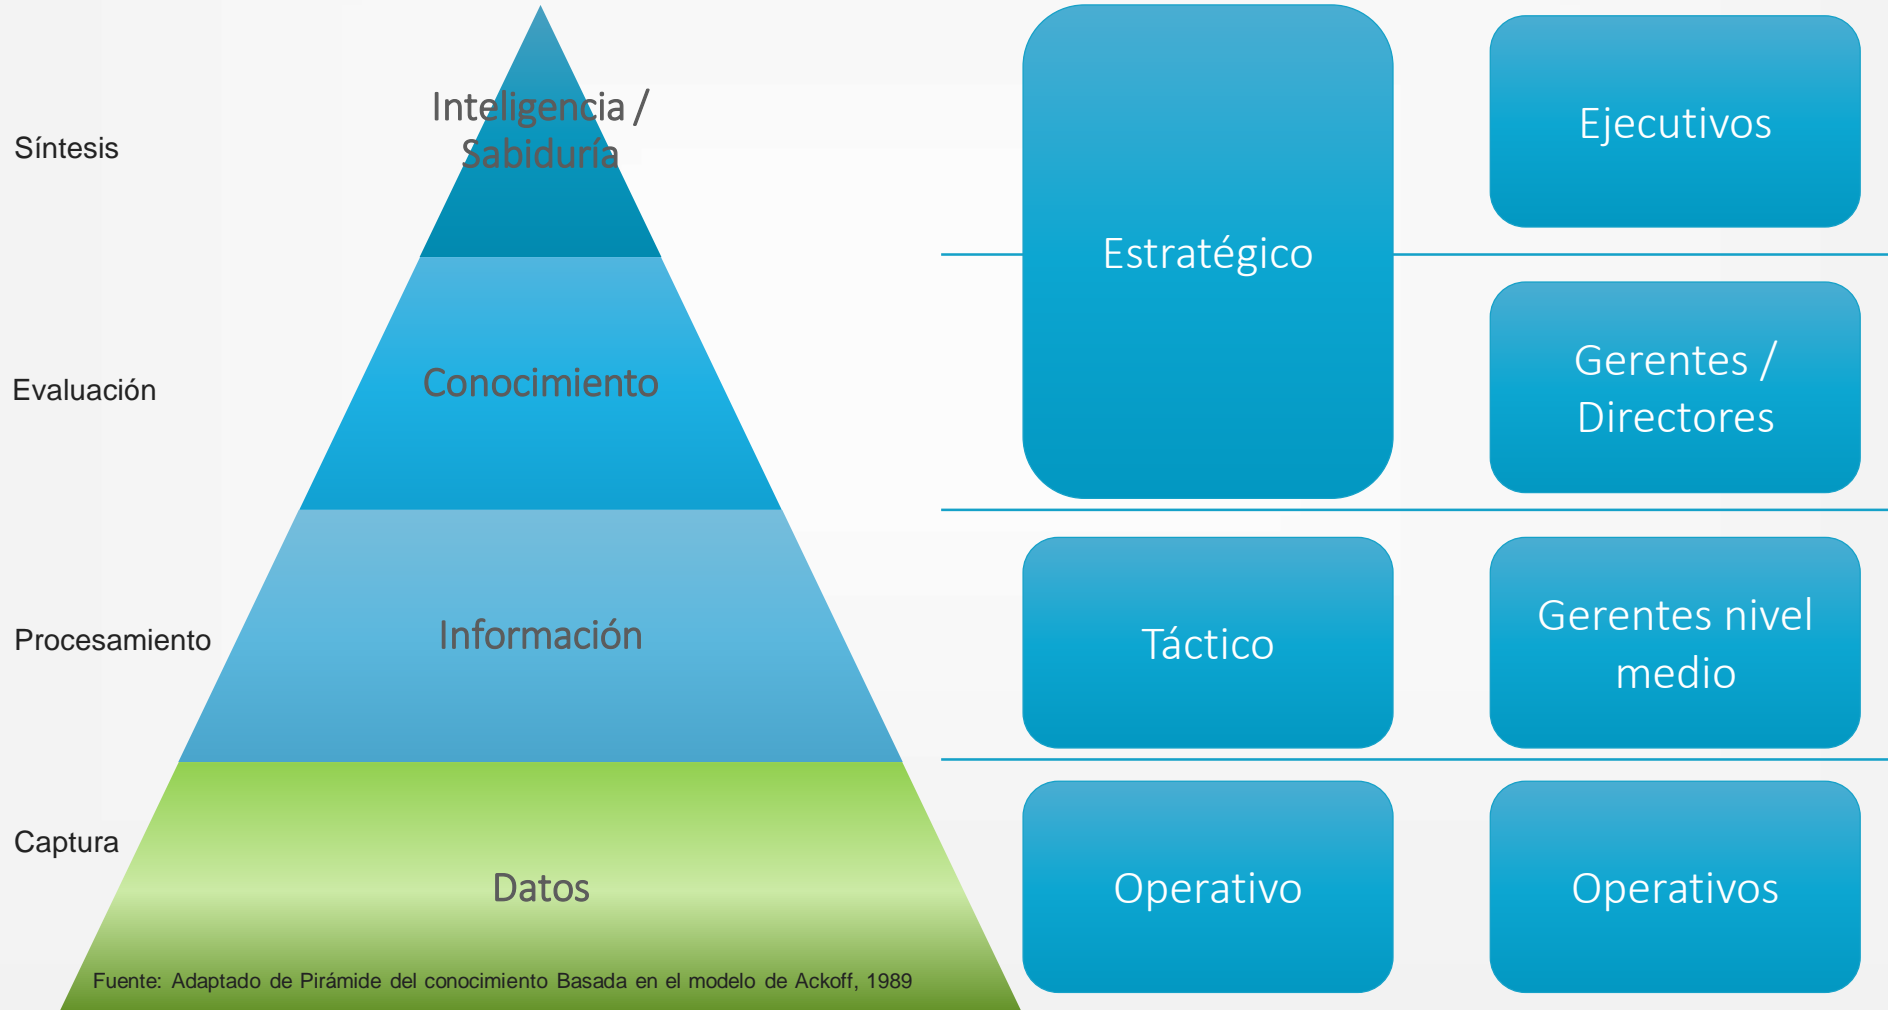 Síntesis
Inteligencia /
Sabiduría
Estratégico
Ejecutivos
Evaluación
Conocimiento
Gerentes /
Directores
Procesamiento
Información
Táctico
Gerentes nivel
medio
Captura
Datos
Operativo
Operativos
Fuente: Adaptado de Pirámide del conocimiento Basada en el modelo de Ackoff, 1989